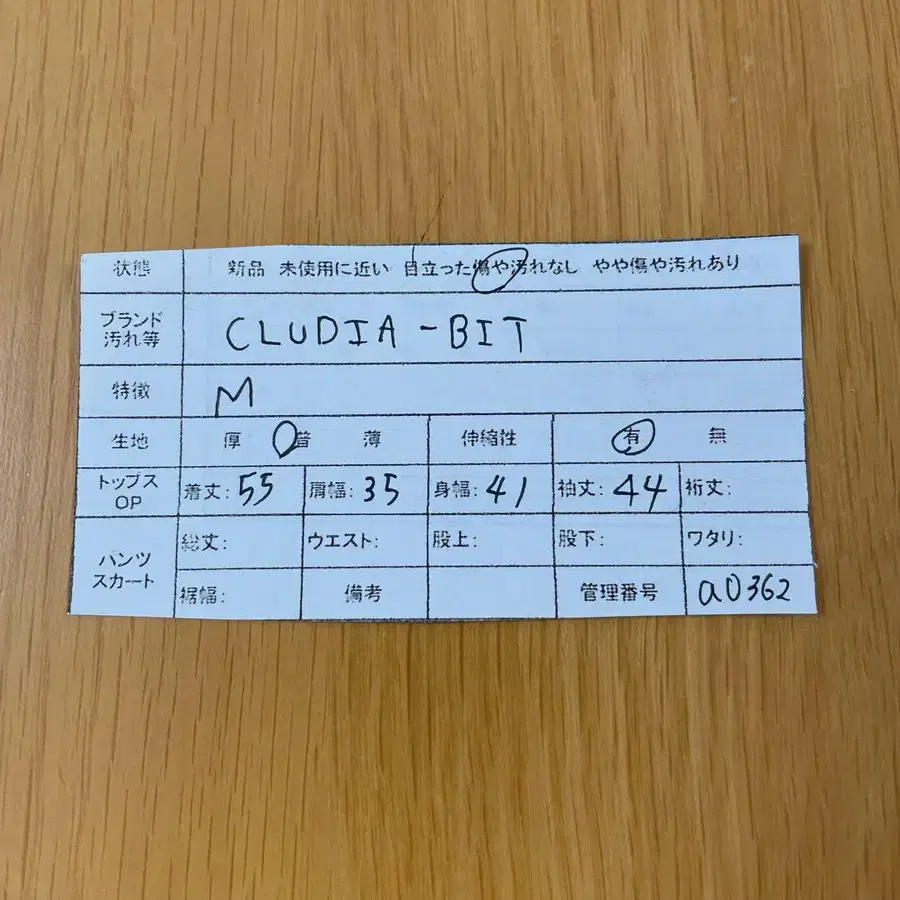 状態 新品 未使用に近い 目立った傷や汚れなし やや傷や汚れあり
ブランド
汚れ等
CLUDIA-BIT
特徴 M
生地 厚 普 薄 伸縮性 有 無
トップス
OP
着丈: 55 肩幅: 35 身幅: 41 袖丈: 44 裄丈:
パンツ
スカート
総丈: ウエスト: 股上: 股下: ワタリ:
裾幅: 備考 管理番号 a0362